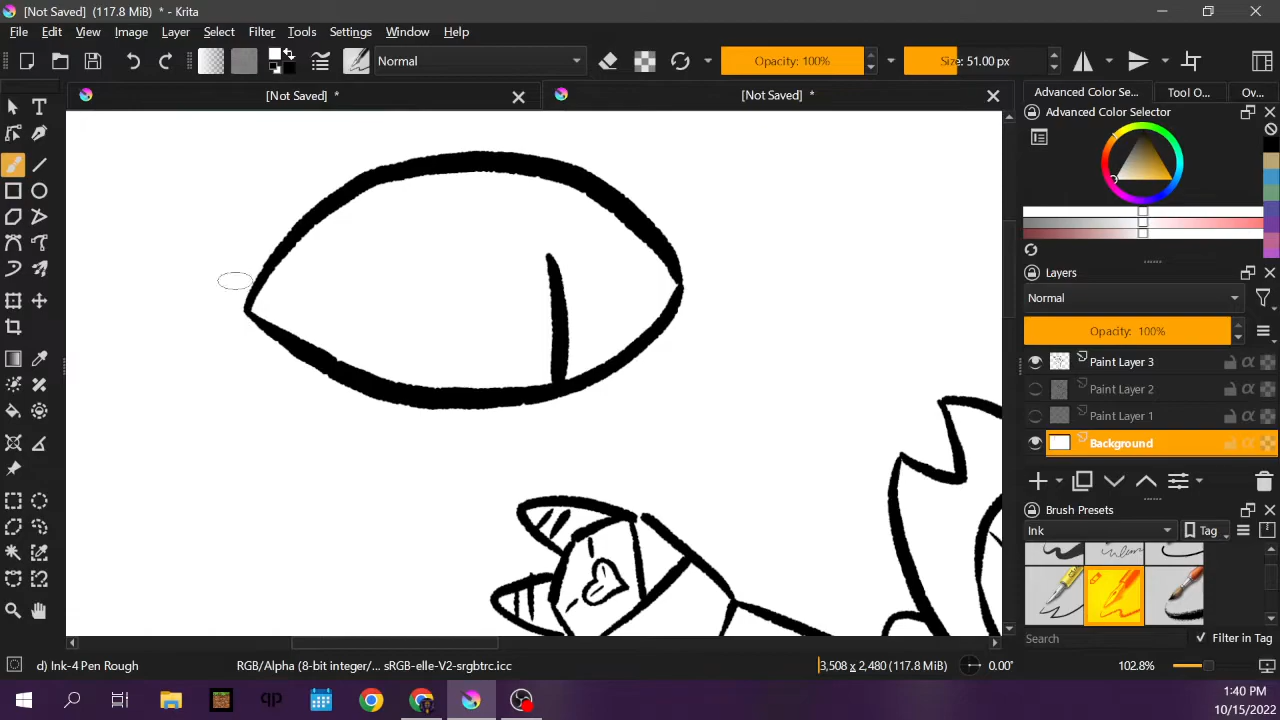 [Not Saved] (117.8 MiB) * - Krita
File Edit View Image Layer Select Filter Tools Settings Window Help
Normal
Opacity: 100%
Size: 51.00 px
[Not Saved] *
[Not Saved] *
Advanced Color Se...
Tool O...
Ov...
Advanced Color Selector
Layers
Normal
Opacity: 100%
Paint Layer 3
Paint Layer 2
Paint Layer 1
Background
Brush Presets
Ink
Tag
Search
Filter in Tag
d) Ink-4 Pen Rough
RGB/Alpha (8-bit integer/... sRGB-elle-V2-srgbtrc.icc
3,508 x 2,480 (117.8 MiB)
0.00°
102.8%
qp
1:40 PM
10/15/2022